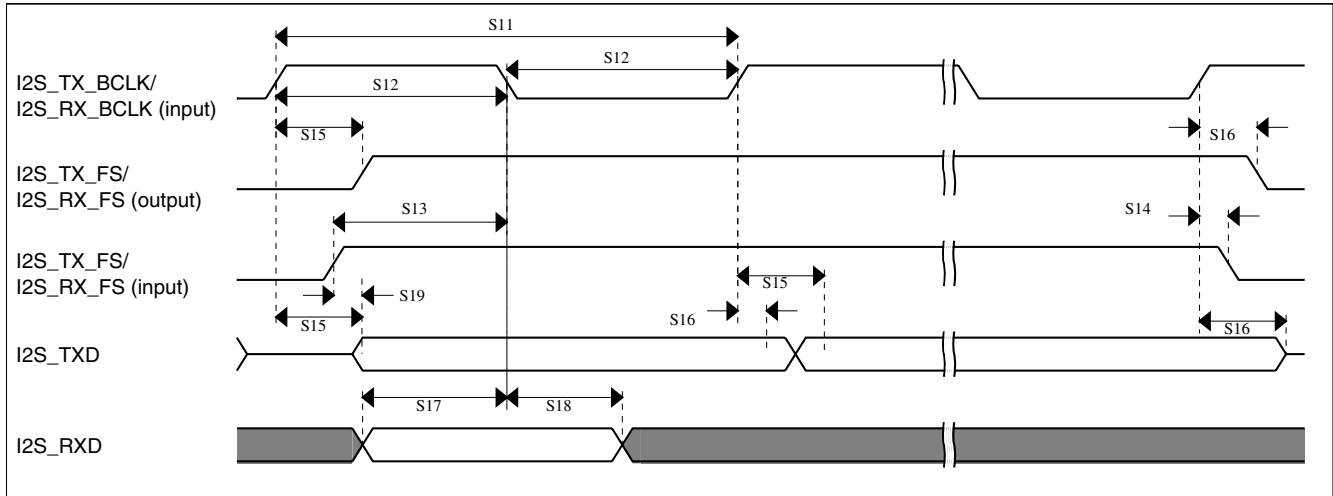 S11
I2S_TX_BCLK/
I2S_RX_BCLK (input)
S12
S12
S15
S16
I2S_TX_FS/
I2S_RX_FS (output)
S13
S14
I2S_TX_FS/
I2S_RX_FS (input)
S15
S19
S16
S15
S16
I2S_TXD
S17
S18
I2S_RXD